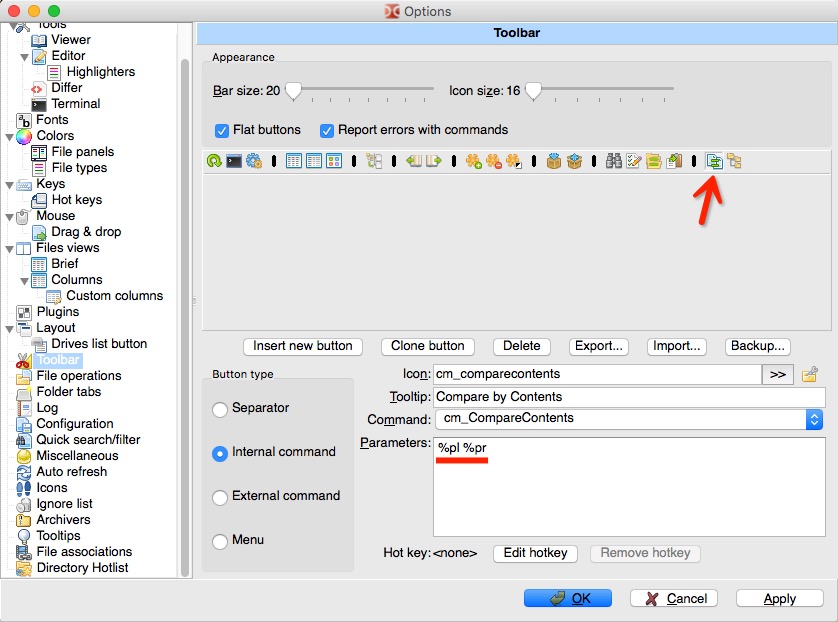 Options
Tools
Viewer
Editor
Highlighters
Differ
Terminal
Fonts
Colors
File panels
File types
Keys
Hot keys
Mouse
Drag & drop
Files views
Brief
Columns
Custom columns
Plugins
Layout
Drives list button
Toolbar
File operations
Folder tabs
Log
Configuration
Quick search/filter
Miscellaneous
Auto refresh
Icons
Ignore list
Archivers
Tooltips
File associations
Directory Hotlist
Toolbar
Appearance
Bar size: 20 Icon size: 16
Flat buttons Report errors with commands
Insert new button Clone button Delete Export... Import... Backup...
Button type
Separator
Internal command
External command
Menu
Icon: cm_comparecontents >>
Tooltip: Compare by Contents
Command: cm_CompareContents
Parameters: %pl %pr
Hot key: <none> Edit hotkey Remove hotkey
OK Cancel Apply